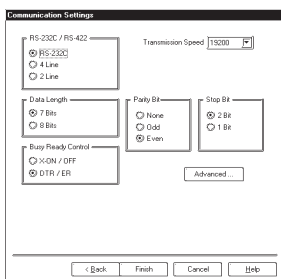 Communication Settings
RS-232C / RS-422
RS-232C
4 Line
2 Line
Transmission Speed 19200
Data Length
7 Bits
8 Bits
Parity Bit
None
Odd
Even
Stop Bit
2 Bit
1 Bit
Busy Ready Control
X-ON / OFF
DTR / ER
Advanced ...
< Back Finish Cancel Help